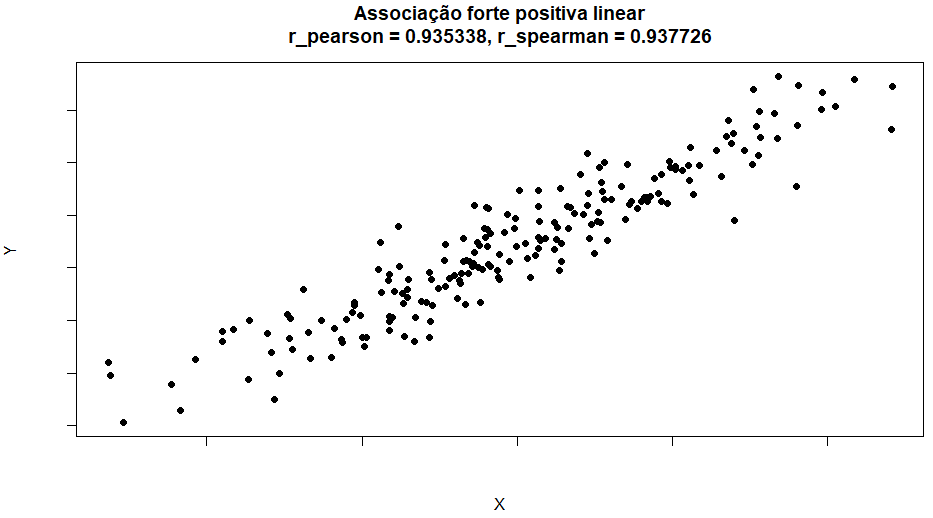 Associação forte positiva linear
r_pearson = 0.935338, r_spearman = 0.937726
Y
X